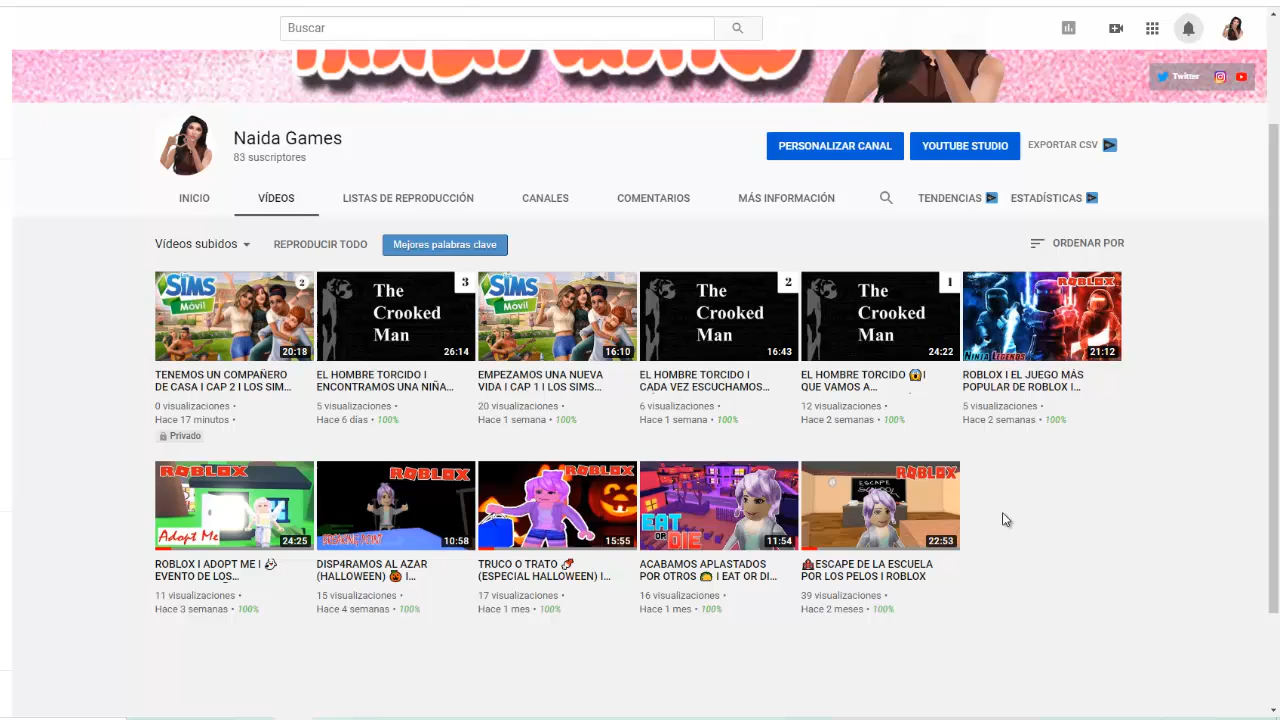 Buscar
Twitter
Naida Games
83 suscriptores
PERSONALIZAR CANAL
YOUTUBE STUDIO
EXPORTAR CSV
INICIO
VÍDEOS
LISTAS DE REPRODUCCIÓN
CANALES
COMENTARIOS
MÁS INFORMACIÓN
TENDENCIAS
ESTADÍSTICAS
Vídeos subidos
REPRODUCIR TODO
Mejores palabras clave
ORDENAR POR
LOS SIMS
Móvil
2
20:18
The
Crooked
Man
3
26:14
LOS SIMS
Móvil
16:10
The
Crooked
Man
2
16:43
The
Crooked
Man
1
24:22
ROBLOX
NINJA LEGENDS
21:12
TENEMOS UN COMPAÑERO
DE CASA I CAP 2 I LOS SIM...
0 visualizaciones •
Hace 17 minutos •
Privado
EL HOMBRE TORCIDO I
ENCONTRAMOS UNA NIÑA...
5 visualizaciones •
Hace 6 días • 100%
EMPEZAMOS UNA NUEVA
VIDA I CAP 1 I LOS SIMS...
20 visualizaciones •
Hace 1 semana • 100%
EL HOMBRE TORCIDO I
CADA VEZ ESCUCHAMOS...
6 visualizaciones •
Hace 1 semana • 100%
EL HOMBRE TORCIDO 😱I
QUE VAMOS A...
12 visualizaciones •
Hace 2 semanas • 100%
ROBLOX I EL JUEGO MÁS
POPULAR DE ROBLOX I...
5 visualizaciones •
Hace 2 semanas • 100%
ROBLOX
Adopt Me
24:25
ROBLOX
BREAKING POINT
10:58
ROBLOX
15:55
EAT
OR DIE
11:54
ESCAPE
SCHOOL
ROBLOX
22:53
ROBLOX I ADOPT ME I
EVENTO DE LOS...
11 visualizaciones •
Hace 3 semanas • 100%
DISP4RAMOS AL AZAR
(HALLOWEEN) 🎃 I...
15 visualizaciones •
Hace 4 semanas • 100%
TRUCO O TRATO 🍬
(ESPECIAL HALLOWEEN) I...
17 visualizaciones •
Hace 1 mes • 100%
ACABAMOS APLASTADOS
POR OTROS 🌮 I EAT OR DI...
16 visualizaciones •
Hace 1 mes • 100%
🏫ESCAPE DE LA ESCUELA
POR LOS PELOS I ROBLOX
39 visualizaciones •
Hace 2 meses • 100%